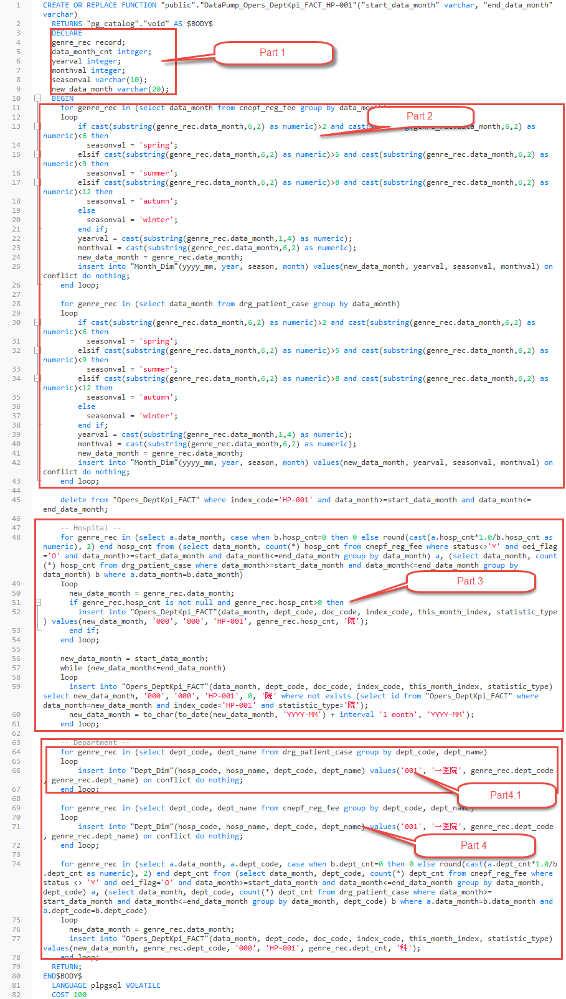 1 CREATE OR REPLACE FUNCTION "public"."DataPump_Opers_DeptKpi_FACT_HP-001"("start_data_month" varchar, "end_data_month"
varchar)
2 RETURNS "pg_catalog"."void" AS $BODY$
3 DECLARE
4 genre_rec record;
5 data_month_cnt integer;
6 yearval integer;
7 monthval integer;
8 seasonval varchar(10);
9 new_data_month varchar(20);
Part 1
10 BEGIN
11 for genre_rec in (select data_month from cnepf_reg_fee group by
12 loop
Part 2
13 if cast(substring(genre_rec.data_month,6,2) as numeric)>2 and data_month,6,2) as
numeric)<6 then
14 seasonval = 'spring';
15 elsif cast(substring(genre_rec.data_month,6,2) as numeric)>5 and cast(substring(genre_rec.data_month,6,2) as
numeric)<9 then
16 seasonval = 'summer';
17 elsif cast(substring(genre_rec.data_month,6,2) as numeric)>8 and cast(substring(genre_rec.data_month,6,2) as
numeric)<12 then
18 seasonval = 'autumn';
19 else
20 seasonval = 'winter';
21 end if;
22 yearval = cast(substring(genre_rec.data_month,1,4) as numeric);
23 monthval = cast(substring(genre_rec.data_month,6,2) as numeric);
24 new_data_month = genre_rec.data_month;
25 insert into "Month_Dim"(yyyy_mm, year, season, month) values(new_data_month, yearval, seasonval, monthval) on
conflict do nothing;
26 end loop;
27
28 for genre_rec in (select data_month from drg_patient_case group by data_month)
29 loop
30 if cast(substring(genre_rec.data_month,6,2) as numeric)>2 and cast(substring(genre_rec.data_month,6,2) as
numeric)<6 then
31 seasonval = 'spring';
32 elsif cast(substring(genre_rec.data_month,6,2) as numeric)>5 and cast(substring(genre_rec.data_month,6,2) as
numeric)<9 then
33 seasonval = 'summer';
34 elsif cast(substring(genre_rec.data_month,6,2) as numeric)>8 and cast(substring(genre_rec.data_month,6,2) as
numeric)<12 then
35 seasonval = 'autumn';
36 else
37 seasonval = 'winter';
38 end if;
39 yearval = cast(substring(genre_rec.data_month,1,4) as numeric);
40 monthval = cast(substring(genre_rec.data_month,6,2) as numeric);
41 new_data_month = genre_rec.data_month;
42 insert into "Month_Dim"(yyyy_mm, year, season, month) values(new_data_month, yearval, seasonval, monthval) on
conflict do nothing;
43 end loop;
44
45 delete from "Opers_DeptKpi_FACT" where index_code='HP-001' and data_month>=start_data_month and data_month<=
end_data_month;
46
47 -- Hospital --
48 for genre_rec in (select a.data_month, case when b.hosp_cnt=0 then 0 else round(cast(a.hosp_cnt*1.0/b.hosp_cnt as
numeric), 2) end hosp_cnt from (select data_month, count(*) hosp_cnt from cnepf_reg_fee where status<>'Y' and oei_flag
='O' and data_month>=start_data_month and data_month<=end_data_month group by data_month) a, (select data_month, count
(*) hosp_cnt from drg_patient_case where data_month>=start_data_month and data_month<=end_data_month group by
data_month) b where a.data_month=b.data_month)
49 loop
50 new_data_month = genre_rec.data_month;
Part 3
51 if genre_rec.hosp_cnt is not null and genre_rec.hosp_cnt>0 then
52 insert into "Opers_DeptKpi_FACT"(data_month, dept_code, doc_code, index_code, this_month_index, statistic_type
) values(new_data_month, '000', '000', 'HP-001', genre_rec.hosp_cnt, '院');
53 end if;
54 end loop;
55
56 new_data_month = start_data_month;
57 while (new_data_month<=end_data_month)
58 loop
59 insert into "Opers_DeptKpi_FACT"(data_month, dept_code, doc_code, index_code, this_month_index, statistic_type)
select new_data_month, '000', '000', 'HP-001', 0, '院' where not exists (select id from "Opers_DeptKpi_FACT" where
data_month=new_data_month and index_code='HP-001' and statistic_type='院');
60 new_data_month = to_char(to_date(new_data_month, 'YYYY-MM') + interval '1 month', 'YYYY-MM');
61 end loop;
62
63 -- Department --
64 for genre_rec in (select dept_code, dept_name from drg_patient_case group by dept_code, dept_name)
65 loop
66 insert into "Dept_Dim"(hosp_code, hosp_name, dept_code, dept_name) values('001', '一医院', genre_rec.dept_code
, genre_rec.dept_name) on conflict do nothing;
67 end loop;
Part4.1
68
69 for genre_rec in (select dept_code, dept_name from cnepf_reg_fee group by dept_code, dept_name)
70 loop
71 insert into "Dept_Dim"(hosp_code, hosp_name, dept_code, dept_name) values('001', '一医院', genre_rec.dept_code
, genre_rec.dept_name) on conflict do nothing;
72 end loop;
Part 4
73
74 for genre_rec in (select a.data_month, a.dept_code, case when b.dept_cnt=0 then 0 else round(cast(a.dept_cnt*1.0/b
.dept_cnt as numeric), 2) end dept_cnt from (select data_month, dept_code, count(*) dept_cnt from cnepf_reg_fee where
status <> 'Y' and oei_flag='O' and data_month>=start_data_month and data_month<=end_data_month group by data_month,
dept_code) a, (select data_month, dept_code, count(*) dept_cnt from drg_patient_case where data_month>=
start_data_month and data_month<=end_data_month group by data_month, dept_code) b where a.data_month=b.data_month and
a.dept_code=b.dept_code)
75 loop
76 new_data_month = genre_rec.data_month;
77 insert into "Opers_DeptKpi_FACT"(data_month, dept_code, doc_code, index_code, this_month_index, statistic_type)
values(new_data_month, genre_rec.dept_code, '000', 'HP-001', genre_rec.dept_cnt, '科');
78 end loop;
79 RETURN;
80 END$BODY$
81 LANGUAGE plpgsql VOLATILE
82 COST 100